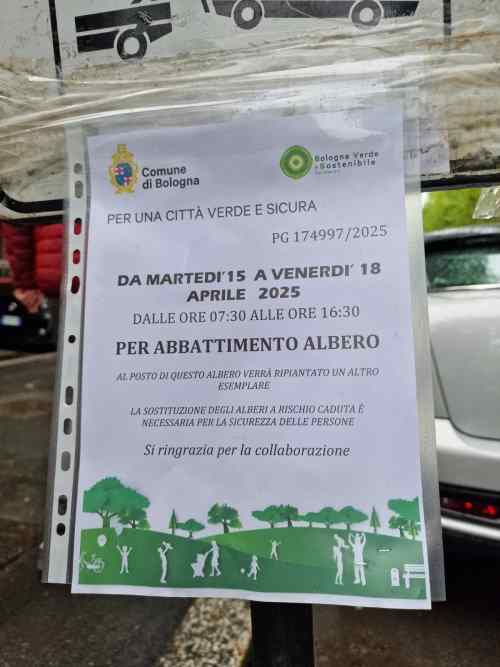 Comune
di Bologna
Bologna Verde
e Sostenibile
PER UNA CITTÀ VERDE E SICURA
PG 174997/2025
DA MARTEDI´15 A VENERDI´ 18
APRILE 2025
DALLE ORE 07:30 ALLE ORE 16:30
PER ABBATTIMENTO ALBERO
AL POSTO DI QUESTO ALBERO VERRÀ RIPIANTATO UN ALTRO
ESEMPLARE
LA SOSTITUZIONE DEGLI ALBERI A RISCHIO CADUTA È
NECESSARIA PER LA SICUREZZA DELLE PERSONE
Si ringrazia per la collaborazione